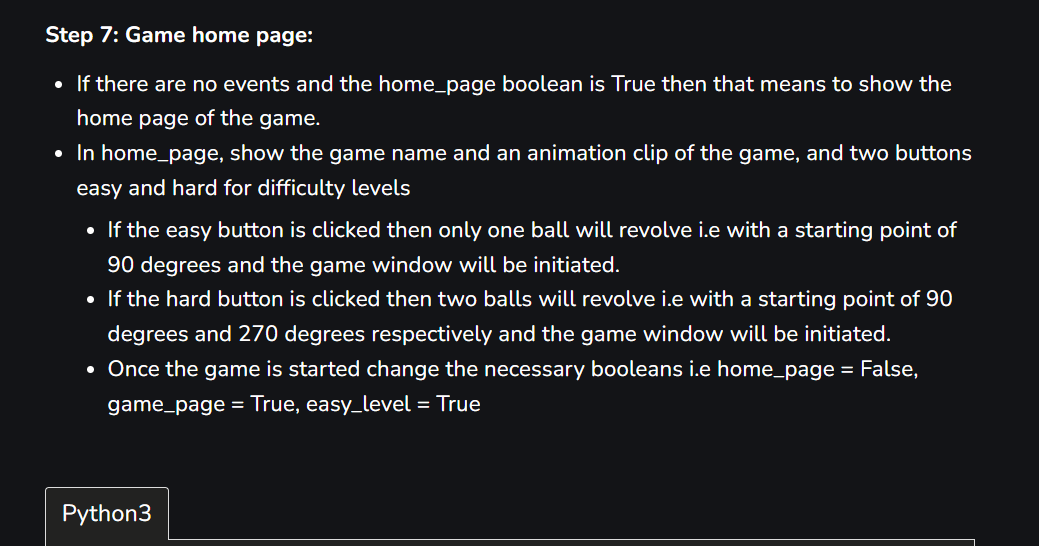 Step 7: Game home page:
• If there are no events and the home_page boolean is True then that means to show the
home page of the game.
• In home_page, show the game name and an animation clip of the game, and two buttons
easy and hard for difficulty levels
• If the easy button is clicked then only one ball will revolve i.e with a starting point of
90 degrees and the game window will be initiated.
• If the hard button is clicked then two balls will revolve i.e with a starting point of 90
degrees and 270 degrees respectively and the game window will be initiated.
• Once the game is started change the necessary booleans i.e home_page = False,
game_page = True, easy_level = True
Python3